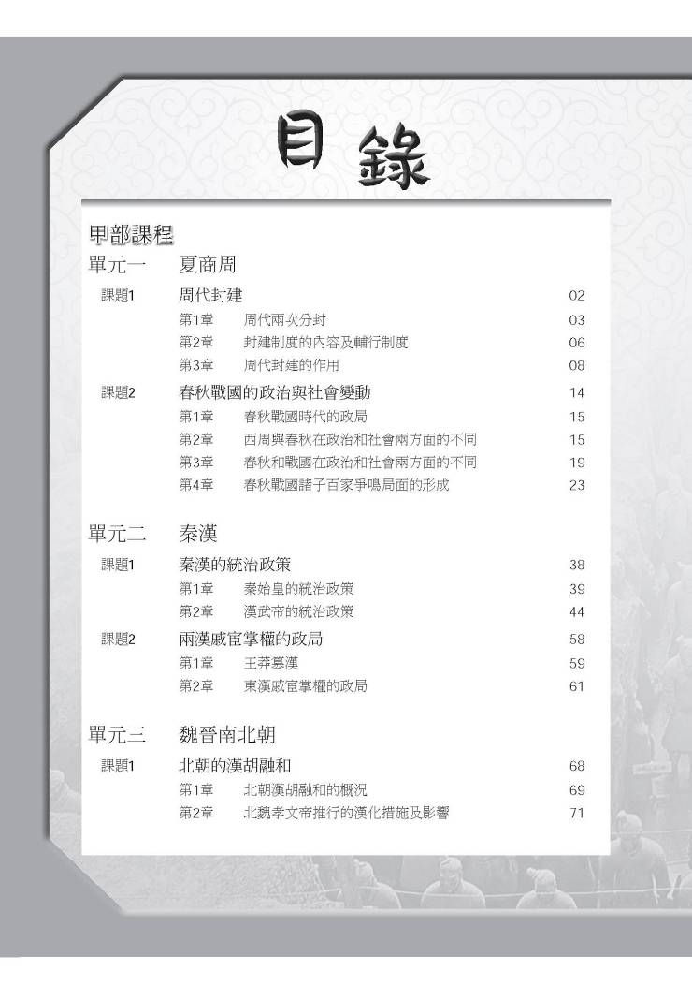 目錄
甲部課程
單元一 夏商周
課題1 周代封建 02
第1章 周代兩次分封 03
第2章 封建制度的內容及輔行制度 06
第3章 周代封建的作用 08
課題2 春秋戰國的政治與社會變動 14
第1章 春秋戰國時代的政局 15
第2章 西周與春秋在政治和社會兩方面的不同 15
第3章 春秋和戰國在政治和社會兩方面的不同 19
第4章 春秋戰國諸子百家爭鳴局面的形成 23
單元二 秦漢
課題1 秦漢的統治政策 38
第1章 秦始皇的統治政策 39
第2章 漢武帝的統治政策 44
課題2 兩漢戚宦掌權的政局 58
第1章 王莽篡漢 59
第2章 東漢戚宦掌權的政局 61
單元三 魏晉南北朝
課題1 北朝的漢胡融和 68
第1章 北朝漢胡融和的概況 69
第2章 北魏孝文帝推行的漢化措施及影響 71